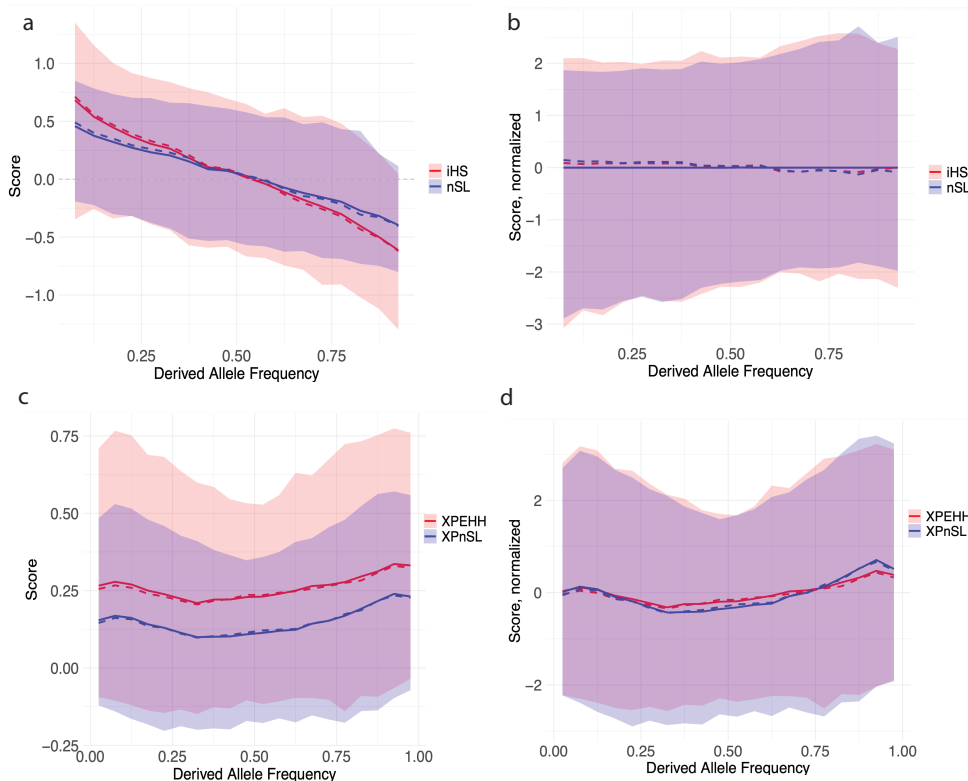 a
1.0
0.5
0.0
−0.5
−1.0
Score
0.25
0.50
0.75
Derived Allele Frequency
iHS
nSL
b
2
1
0
−1
−2
−3
Score, normalized
0.25
0.75
Derived Allele Frequency
iHS
nSL
c
0.75
0.50
0.25
0.00
−0.25
Score
0.00
0.25
0.50
0.75
1.00
Derived Allele Frequency
XPEHH
XPnSL
d
2
0
−2
Score, normalized
0.00
0.25
0.50
0.75
1.00
Derived Allele Frequency
XPEHH
XPnSL